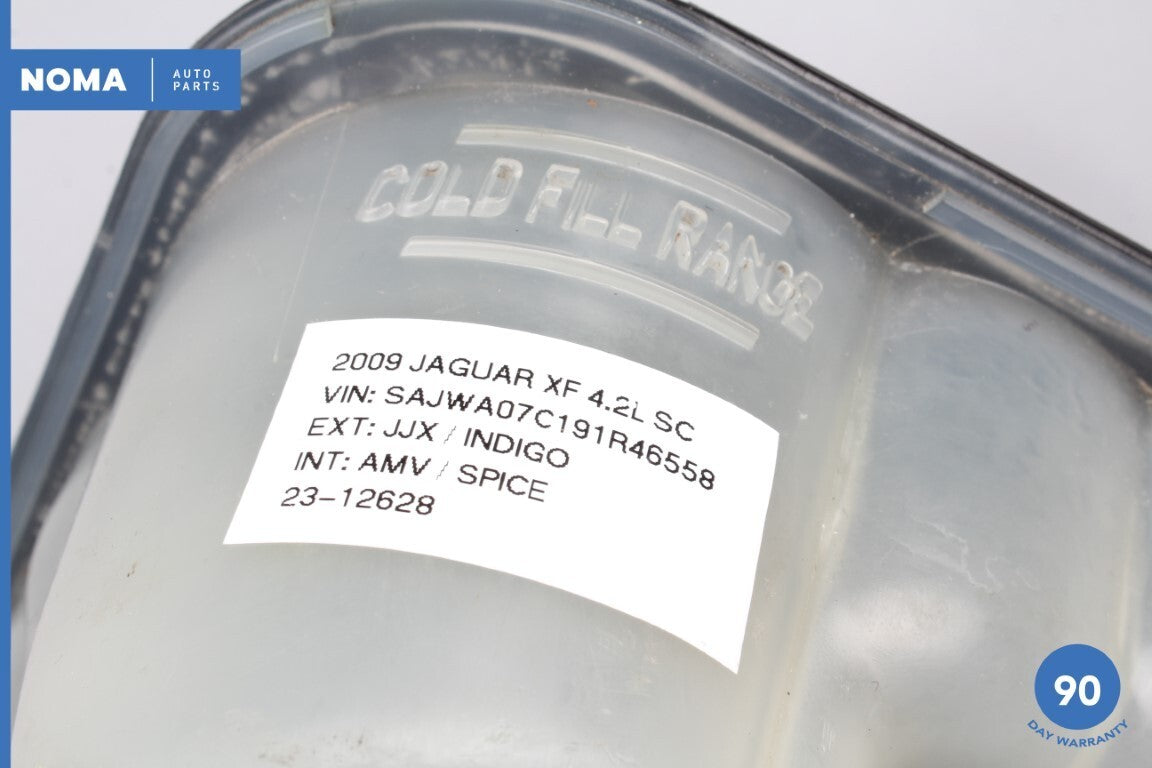 NOMA AUTO PARTS
COLD FILL RANGE
2009 JAGUAR XF 4.2L SC
VIN: SAJWA07C191R46558
EXT: JJX / INDIGO
INT: AMV / SPICE
23-12628
90
DAY WARRANTY